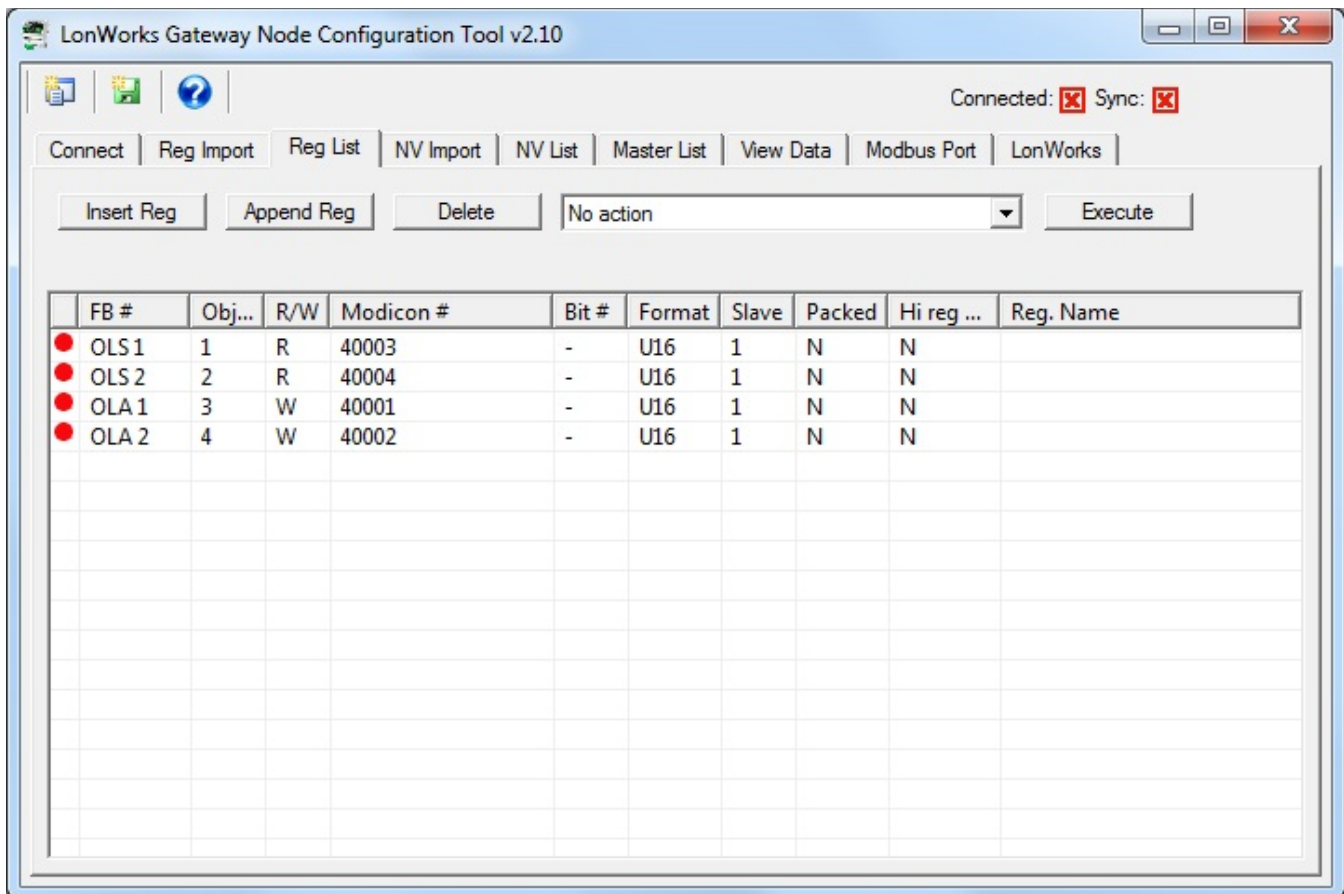 LonWorks Gateway Node Configuration Tool v2.10
Connected: Sync:
Connect Reg Import Reg List NV Import NV List Master List View Data Modbus Port LonWorks
Insert Reg Append Reg Delete No action Execute
FB # Obj... R/W Modicon # Bit # Format Slave Packed Hi reg ... Reg. Name
OLS 1 1 R 40003 - U16 1 N N
OLS 2 2 R 40004 - U16 1 N N
OLA 1 3 W 40001 - U16 1 N N
OLA 2 4 W 40002 - U16 1 N N